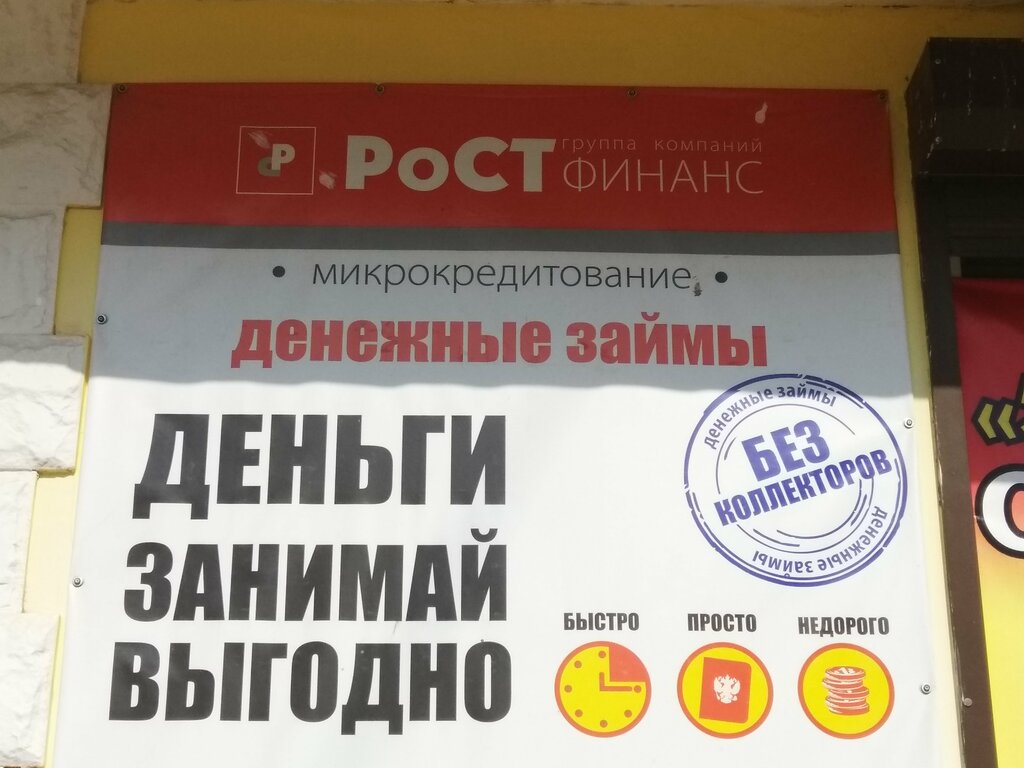 РоСТ
группа компаний
ФИНАНС
• микрокредитование •
денежные займы
ДЕНЬГИ
ЗАНИМАЙ
ВЫГОДНО
денежные займы
БЕЗ
КОЛЛЕКТОРОВ
денежные займы
БЫСТРО ПРОСТО НЕДОРОГО